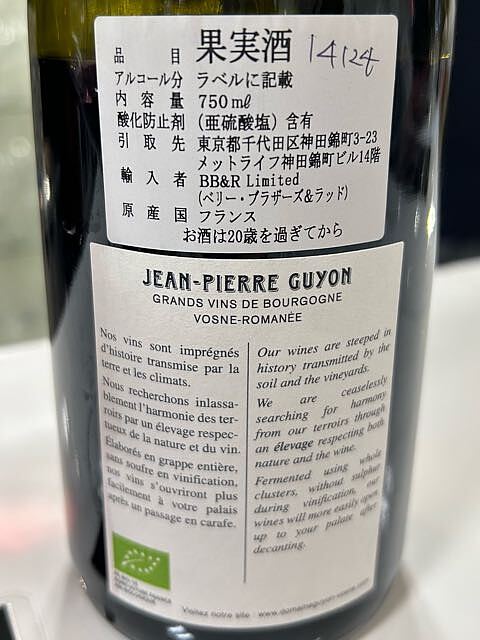 品目 果実酒 14124
アルコール分 ラベルに記載
内容量 750mℓ
酸化防止剤 (亜硫酸塩) 含有
引取先 東京都千代田区神田錦町3-23
メットライフ神田錦町ビル14階
輸入者 BB&R Limited
(ベリー・ブラザーズ&ラッド)
原産国 フランス
お酒は20歳を過ぎてから
JEAN-PIERRE GUYON
GRANDS VINS DE BOURGOGNE
VOSNE-ROMANÉE
Nos vins sont imprégnés
d'histoire transmise par la
terre et les climats.
Nous recherchons inlassa-
blement l'harmonie des ter-
roirs par un élevage respec-
tueux de la nature et du vin.
Élaborés en grappe entière,
sans soufre en vinification,
nos vins s'ouvriront plus
facilement à votre palais
après un passage en carafe.
Our wines are steeped in
history transmitted by the
soil and the vineyards.
We are ceaselessly
searching for harmony
from our terroirs through
an élevage respecting both
nature and the wine.
Fermented using whole
clusters, without sulphur
during vinification, our
wines will more easily open
up to your palate after
decanting.
Visitez notre site : www.domaineguyon-vosne.com